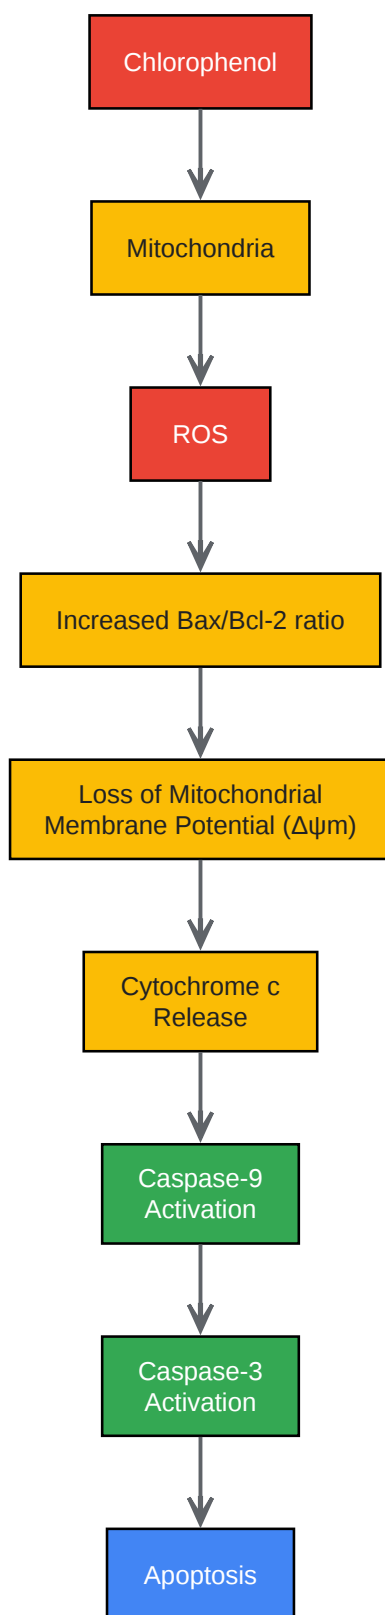 Chlorophenol
Mitochondria
ROS
Increased Bax/Bcl-2 ratio
Loss of Mitochondrial
Membrane Potential (Δψm)
Cytochrome c
Release
Caspase-9
Activation
Caspase-3
Activation
Apoptosis